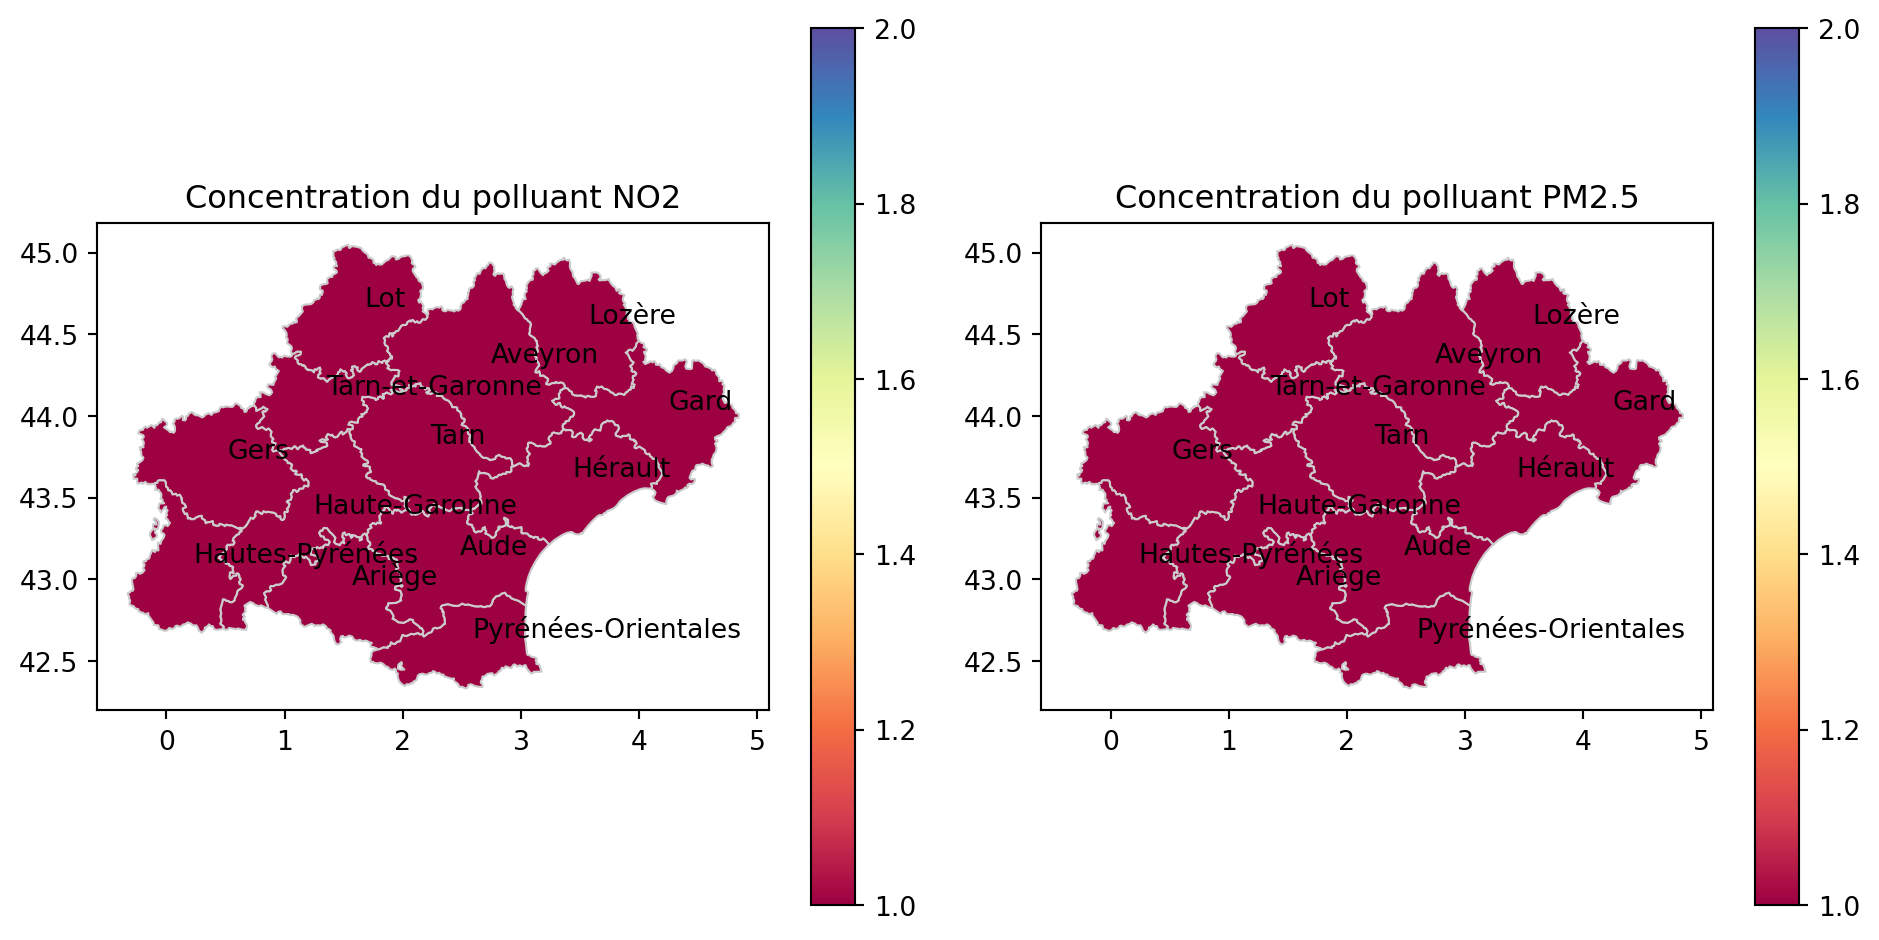 Concentration du polluant NO2
45.0
44.5
44.0
43.5
43.0
42.5
0 1 2 3 4 5
Lot
Lozère
Aveyron
Tarn-et-Garonne
Gard
Tarn
Gers
Hérault
Haute-Garonne
Aude
Hautes-Pyrénées
Ariège
Pyrénées-Orientales
2.0
1.8
1.6
1.4
1.2
1.0
Concentration du polluant PM2.5
45.0
44.5
44.0
43.5
43.0
42.5
0 1 2 3 4 5
Lot
Lozère
Aveyron
Tarn-et-Garonne
Gard
Tarn
Gers
Hérault
Haute-Garonne
Aude
Hautes-Pyrénées
Ariège
Pyrénées-Orientales
2.0
1.8
1.6
1.4
1.2
1.0